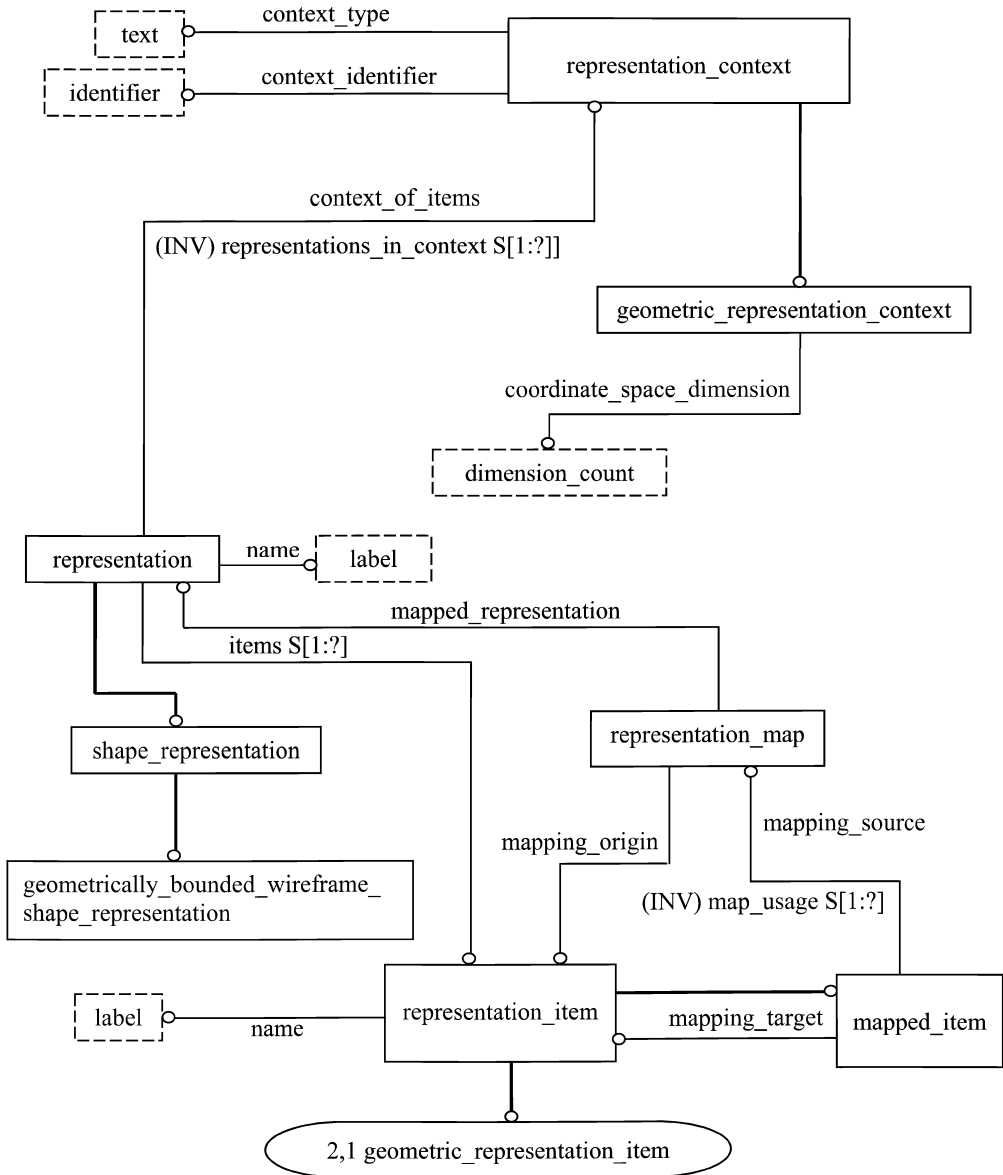 context_type
text
representation_context
context_identifier
identifier
context_of_items
(INV) representations_in_context S[1:?]]
geometric_representation_context
coordinate_space_dimension
dimension_count
representation
name
label
mapped_representation
items S[1:?]
shape_representation
representation_map
mapping_origin
mapping_source
geometrically_bounded_wireframe_
shape_representation
(INV) map_usage S[1:?]
representation_item
label
name
mapping_target
mapped_item
2,1 geometric_representation_item